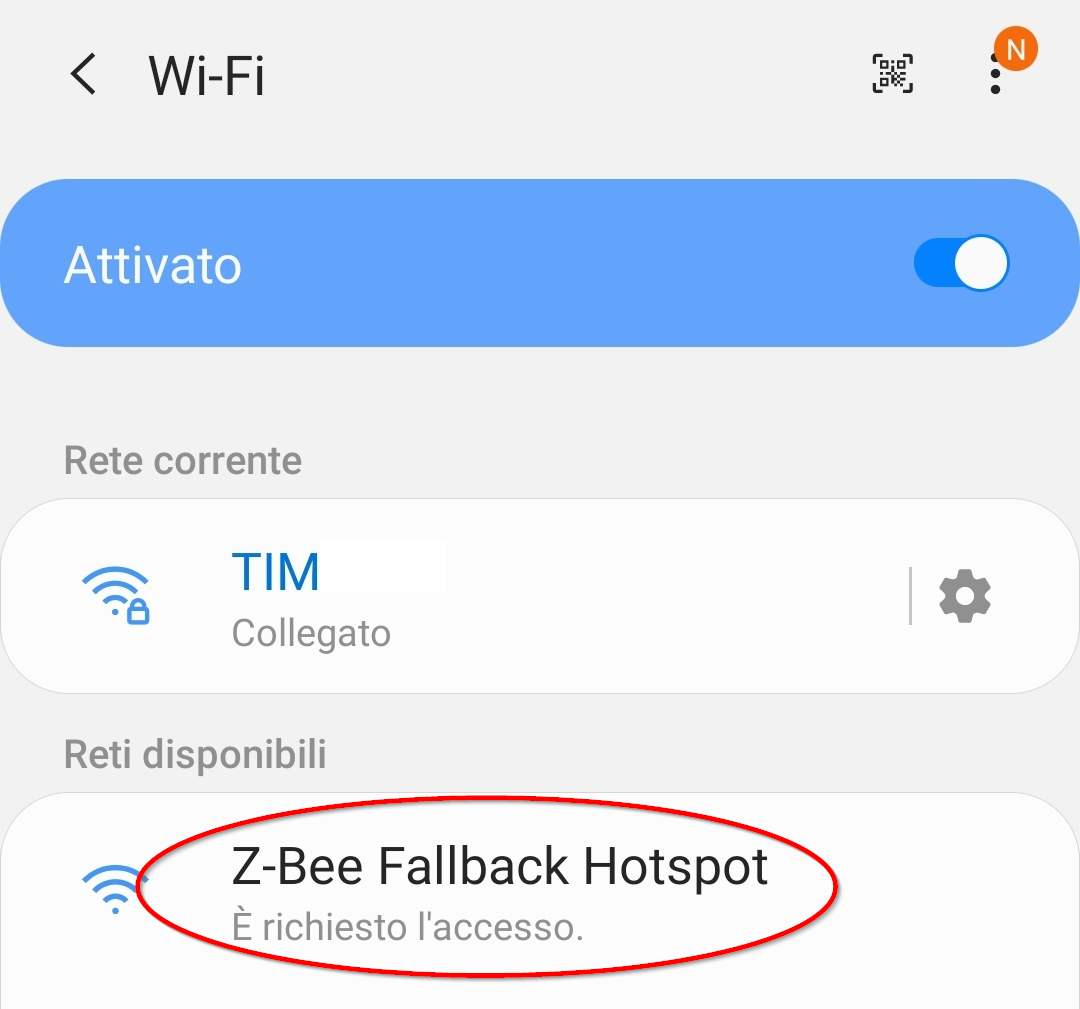 Wi-Fi
N
Attivato
Rete corrente
TIM
Collegato
Reti disponibili
Z-Bee Fallback Hotspot
È richiesto l'accesso.